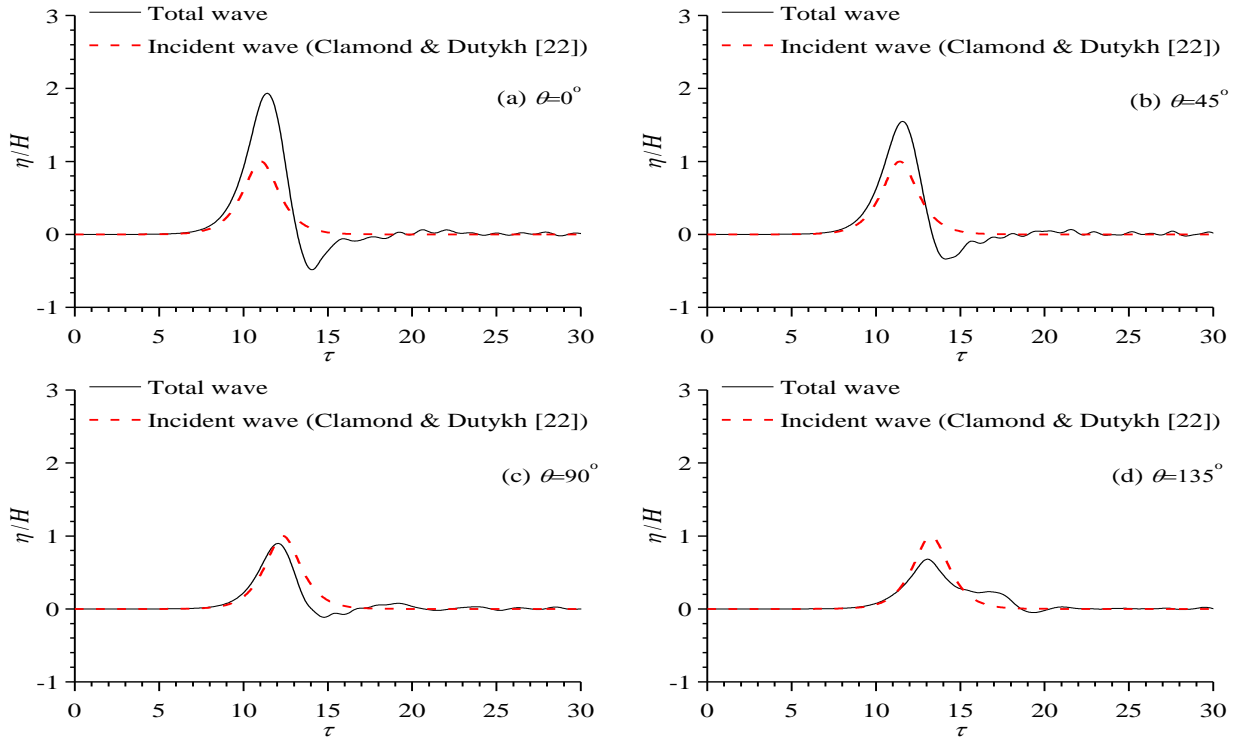 Total wave
Incident wave (Clamond & Dutykh [22])
(a) θ=0°
η/H
3
2
1
0
-1
0 5 10 15 20 25 30
τ
Total wave
Incident wave (Clamond & Dutykh [22])
(b) θ=45°
η/H
3
2
1
0
-1
0 5 10 15 20 25 30
τ
Total wave
Incident wave (Clamond & Dutykh [22])
(c) θ=90°
η/H
3
2
1
0
-1
0 5 10 15 20 25 30
τ
Total wave
Incident wave (Clamond & Dutykh [22])
(d) θ=135°
η/H
3
2
1
0
-1
0 5 10 15 20 25 30
τ